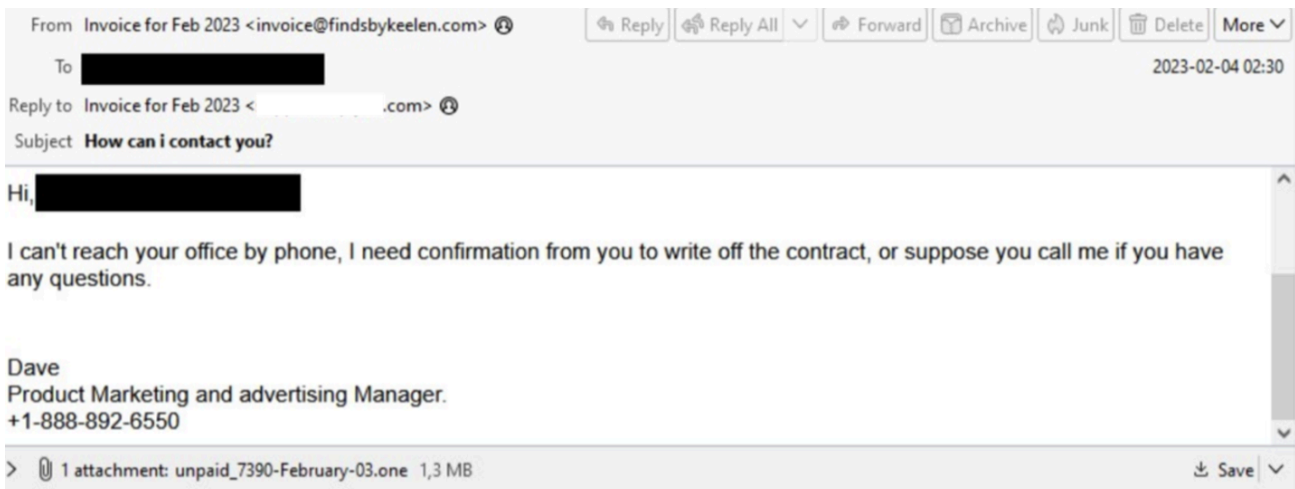 From Invoice for Feb 2023 <invoice@findsbykeelen.com>
Reply Reply All Forward Archive Junk Delete More
To
2023-02-04 02:30
Reply to Invoice for Feb 2023 < .com>
Subject How can i contact you?
Hi,
I can't reach your office by phone, I need confirmation from you to write off the contract, or suppose you call me if you have
any questions.
Dave
Product Marketing and advertising Manager.
+1-888-892-6550
1 attachment: unpaid_7390-February-03.one 1,3 MB
Save